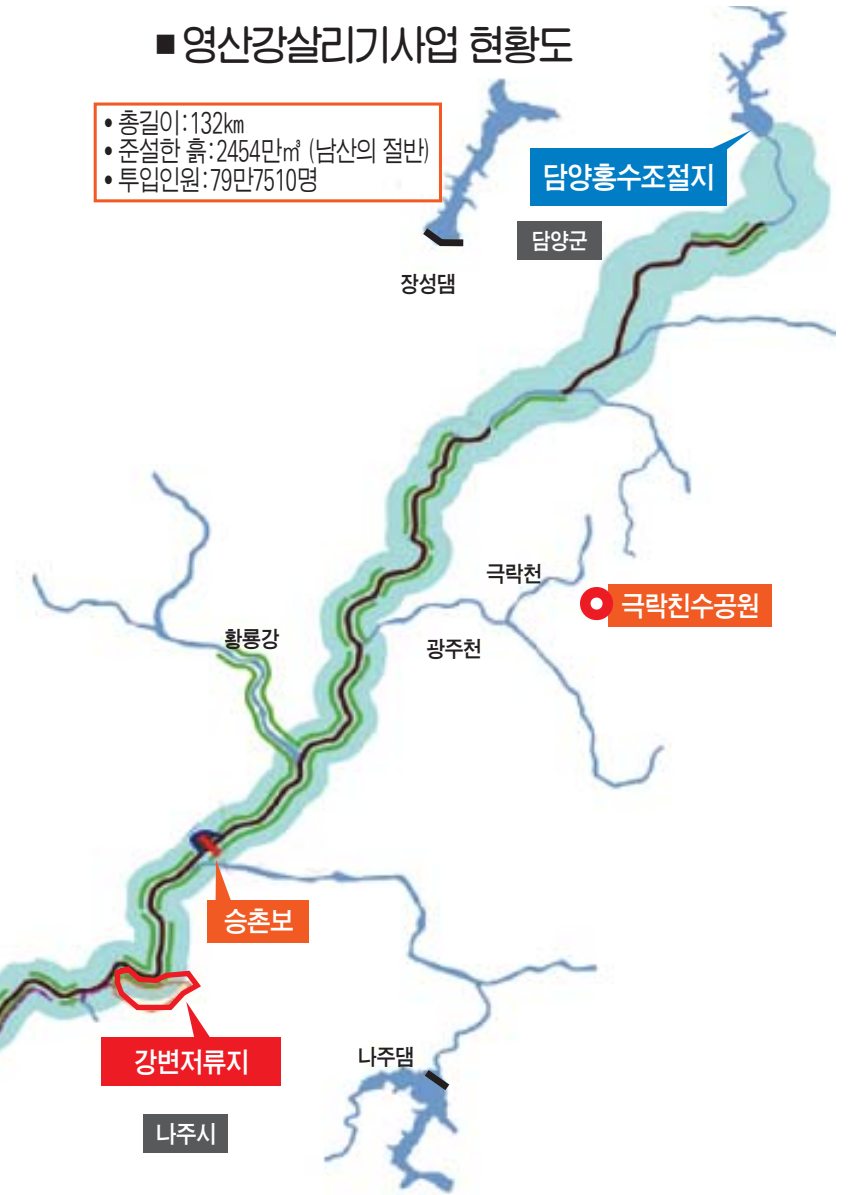 ■ 영산강살리기사업 현황도
• 총길이:132㎞
• 준설한 흙:2454만㎥ (남산의 절반)
• 투입인원:79만7510명
담양홍수조절지
담양군
장성댐
극락천
극락친수공원
황룡강
광주천
승촌보
강변저류지
나주댐
나주시